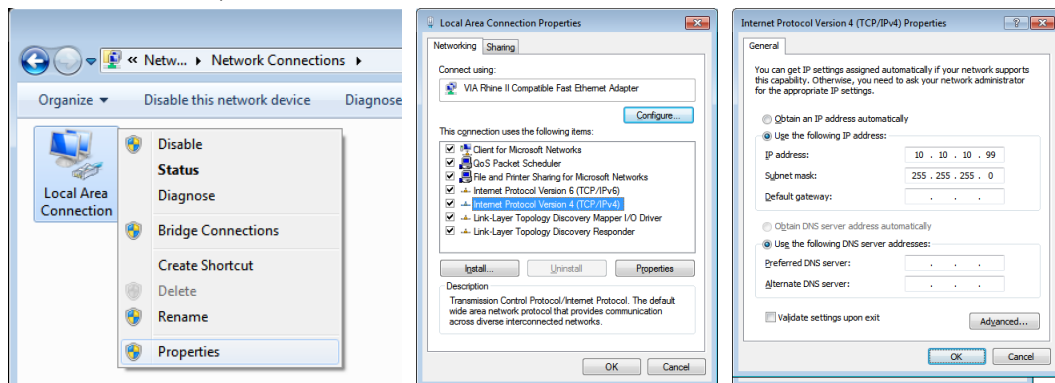 « Netw... ▸ Network Connections ▸
Organize ▾ Disable this network device Diagnose
Local Area
Connection
Disable
Status
Diagnose
Bridge Connections
Create Shortcut
Delete
Rename
Properties
Local Area Connection Properties
Networking Sharing
Connect using:
VIA Rhine II Compatible Fast Ethernet Adapter
Configure...
This connection uses the following items:
Client for Microsoft Networks
QoS Packet Scheduler
File and Printer Sharing for Microsoft Networks
Internet Protocol Version 6 (TCP/IPv6)
Internet Protocol Version 4 (TCP/IPv4)
Link-Layer Topology Discovery Mapper I/O Driver
Link-Layer Topology Discovery Responder
Install... Uninstall Properties
Description
Transmission Control Protocol/Internet Protocol. The default
wide area network protocol that provides communication
across diverse interconnected networks.
OK Cancel
Internet Protocol Version 4 (TCP/IPv4) Properties
General
You can get IP settings assigned automatically if your network supports
this capability. Otherwise, you need to ask your network administrator
for the appropriate IP settings.
Obtain an IP address automatically
Use the following IP address:
IP address: 10 . 10 . 10 . 99
Subnet mask: 255 . 255 . 255 . 0
Default gateway: . . .
Obtain DNS server address automatically
Use the following DNS server addresses:
Preferred DNS server: . . .
Alternate DNS server: . . .
Validate settings upon exit
Advanced...
OK Cancel